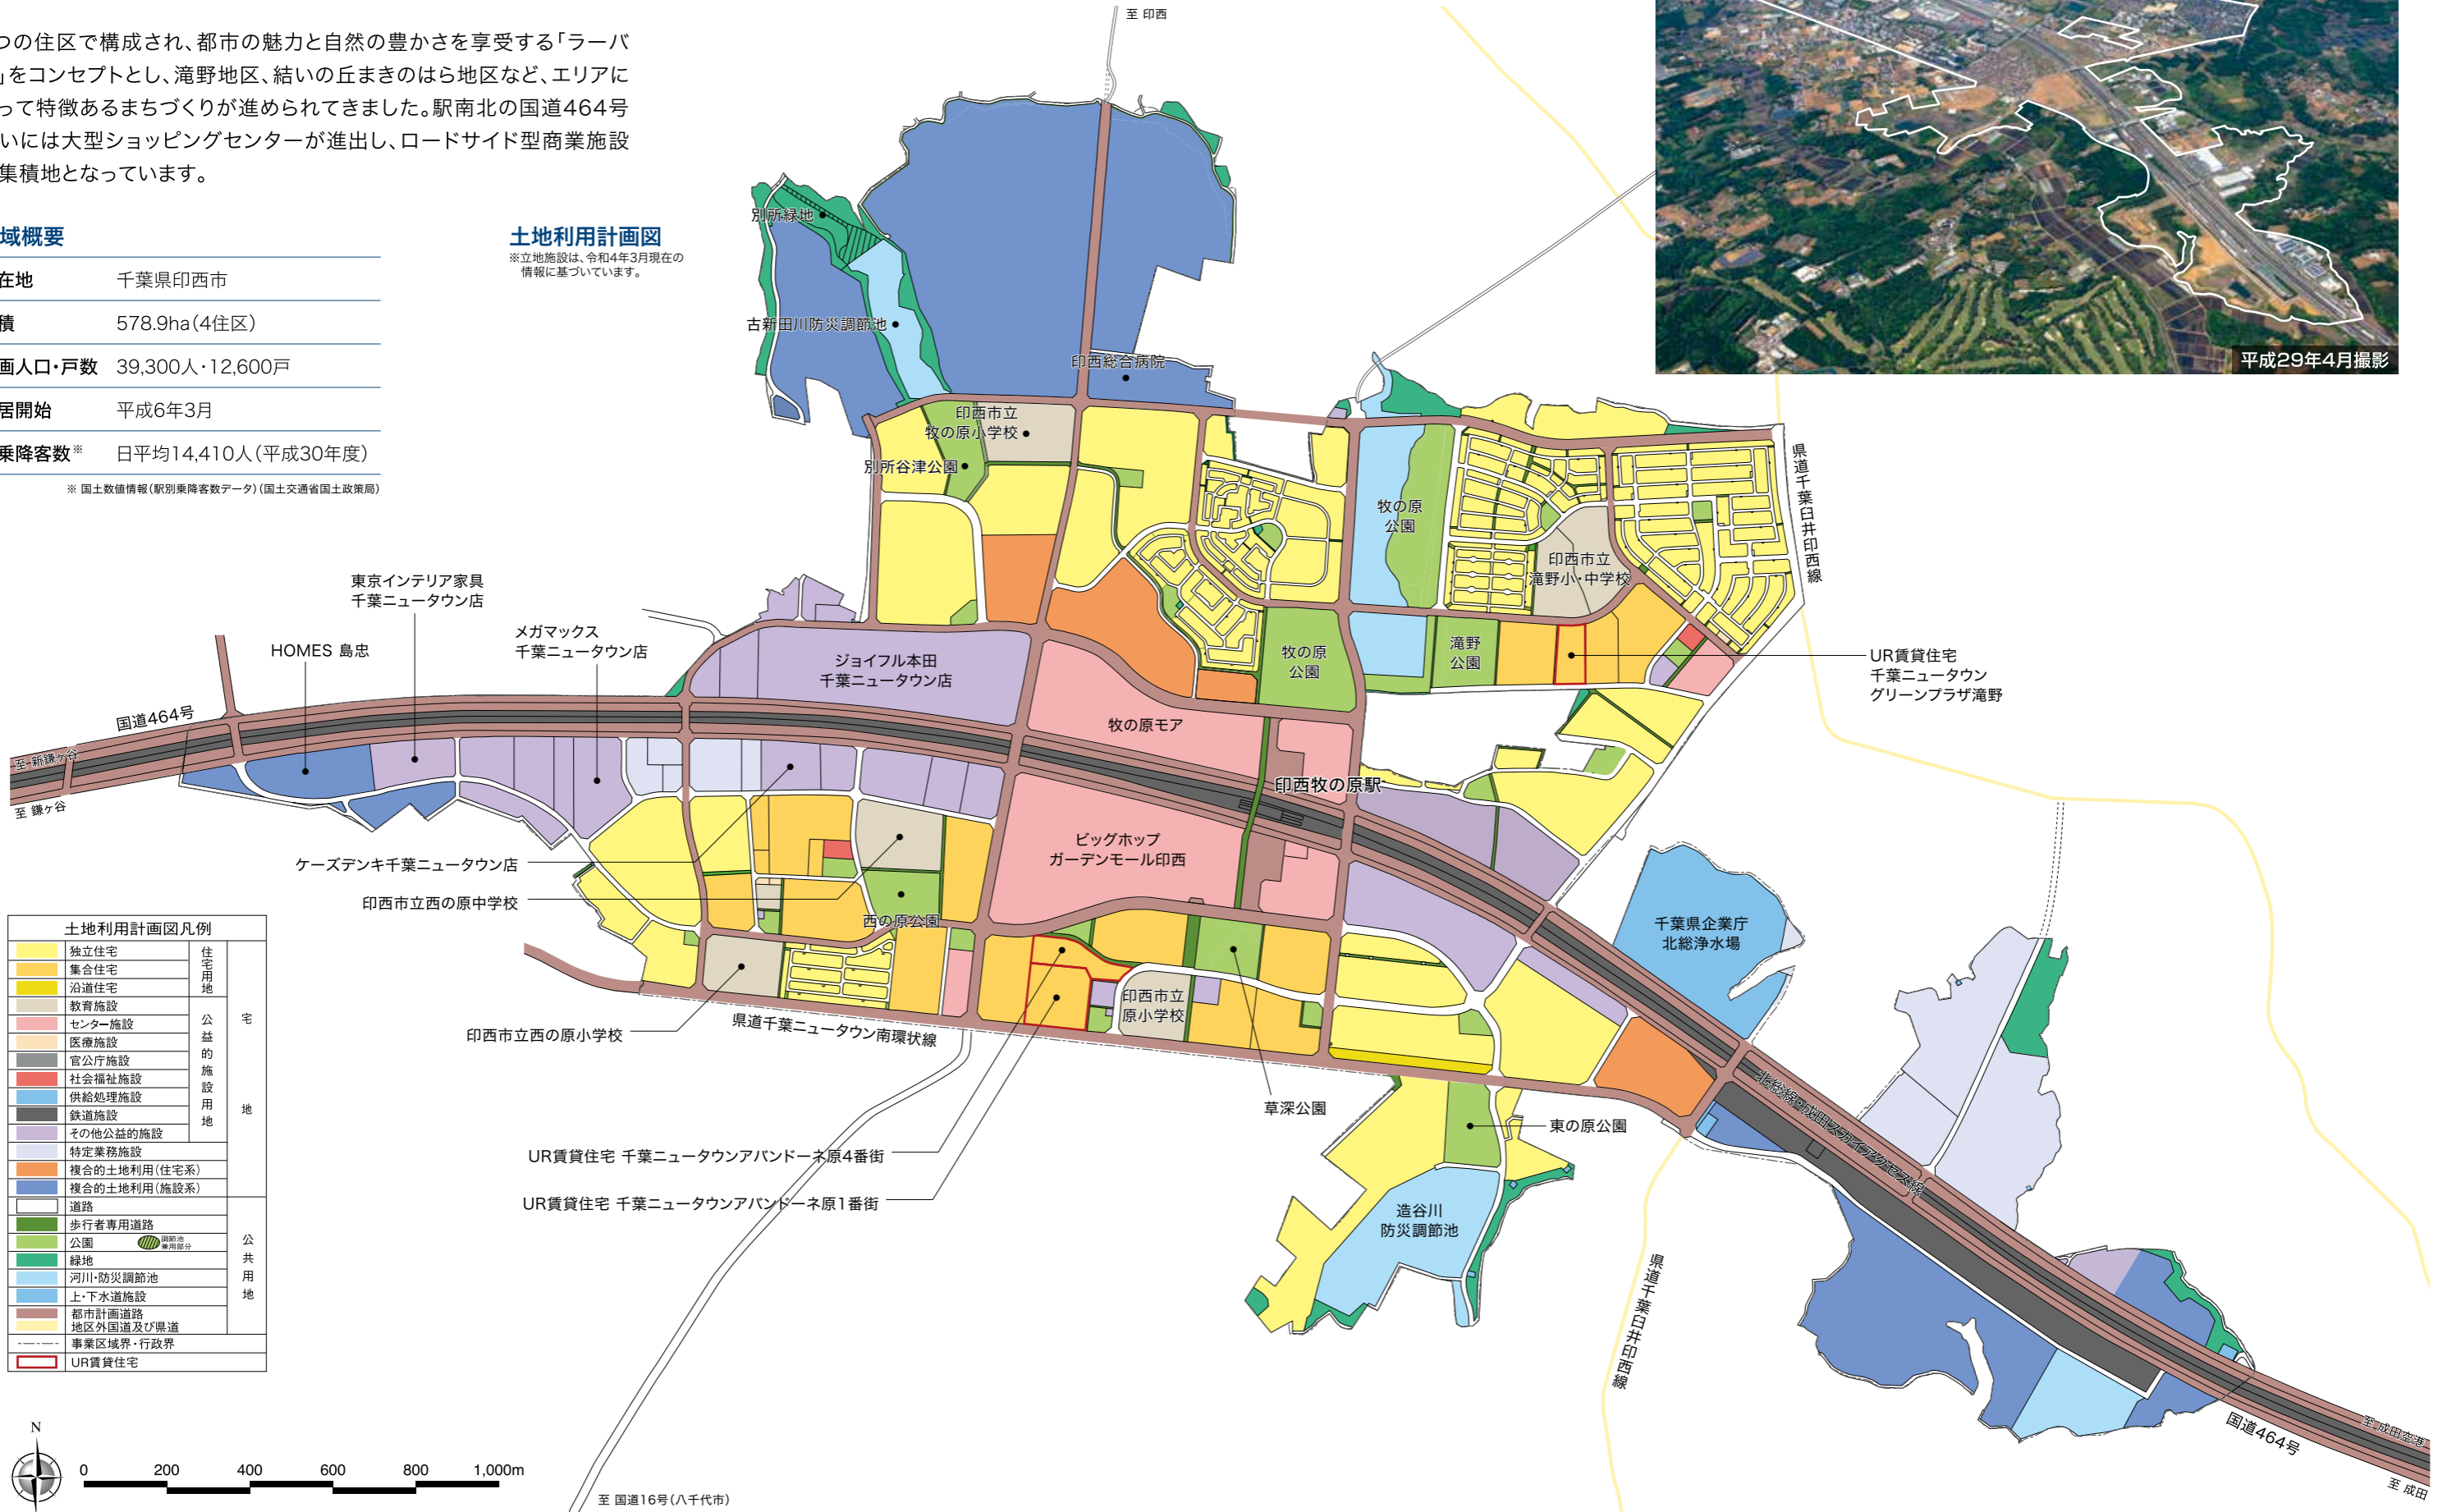 つの住区で構成され、都市の魅力と自然の豊かさを享受する「ラーバ
」をコンセプトとし、滝野地区、結いの丘まきのはら地区など、エリアに
って特徴あるまちづくりが進められてきました。駅南北の国道464号
いには大型ショッピングセンターが進出し、ロードサイド型商業施設
集積地となっています。
域概要
在地 千葉県印西市
積 578.9ha(4住区)
画人口・戸数 39,300人・12,600戸
居開始 平成6年3月
乗降客数※ 日平均14,410人(平成30年度)
※ 国土数値情報(駅別乗降客数データ)(国土交通省国土政策局)
土地利用計画図
※立地施設は、令和4年3月現在の
情報に基づいています。
至 印西
平成29年4月撮影
別所緑地
古新田川防災調節池
印西総合病院
印西市立
牧の原小学校
別所谷津公園
牧の原
公園
印西市立
滝野小・中学校
県道千葉臼井印西線
東京インテリア家具
千葉ニュータウン店
HOMES 島忠
メガマックス
千葉ニュータウン店
ジョイフル本田
千葉ニュータウン店
牧の原
公園
滝野
公園
UR賃貸住宅
千葉ニュータウン
グリーンプラザ滝野
国道464号
至 新鎌ヶ谷
至 鎌ヶ谷
牧の原モア
印西牧の原駅
ビッグホップ
ガーデンモール印西
ケーズデンキ千葉ニュータウン店
印西市立西の原中学校
西の原公園
千葉県企業庁
北総浄水場
印西市立西の原小学校
県道千葉ニュータウン南環状線
印西市立
原小学校
草深公園
東の原公園
UR賃貸住宅 千葉ニュータウンアバンドーネ原4番街
UR賃貸住宅 千葉ニュータウンアバンドーネ原1番街
造谷川
防災調節池
北総線・成田スカイアクセス線
県道千葉臼井印西線
国道464号
至 成田空港
至 成田
至 国道16号(八千代市)
土地利用計画図凡例
独立住宅
集合住宅
沿道住宅
教育施設
センター施設
医療施設
官公庁施設
社会福祉施設
供給処理施設
鉄道施設
その他公益的施設
特定業務施設
複合的土地利用(住宅系)
複合的土地利用(施設系)
道路
歩行者専用道路
公園 調節池
兼用部分
緑地
河川・防災調節池
上・下水道施設
都市計画道路
地区外国道及び県道
事業区域界・行政界
UR賃貸住宅
住宅用地
公益的施設用地
宅地
公共用地
N
0 200 400 600 800 1,000m